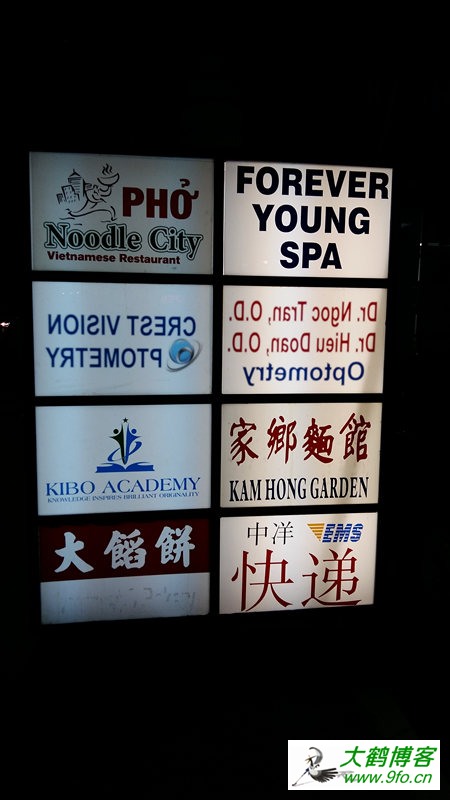 PHỞ
Noodle City
Vietnamese Restaurant
FOREVER
YOUNG
SPA
CREST VISION
OPTOMETRY
Dr. Ngoc Tran, O.D.
Dr. Hieu Doan, O.D.
Optometry
KIBO ACADEMY
KNOWLEDGE INSPIRES BRILLIANT ORIGINALITY
家鄉麵館
KAM HONG GARDEN
大餡餅
中洋 EMS
快递
大鹤博客
www.9fo.cn